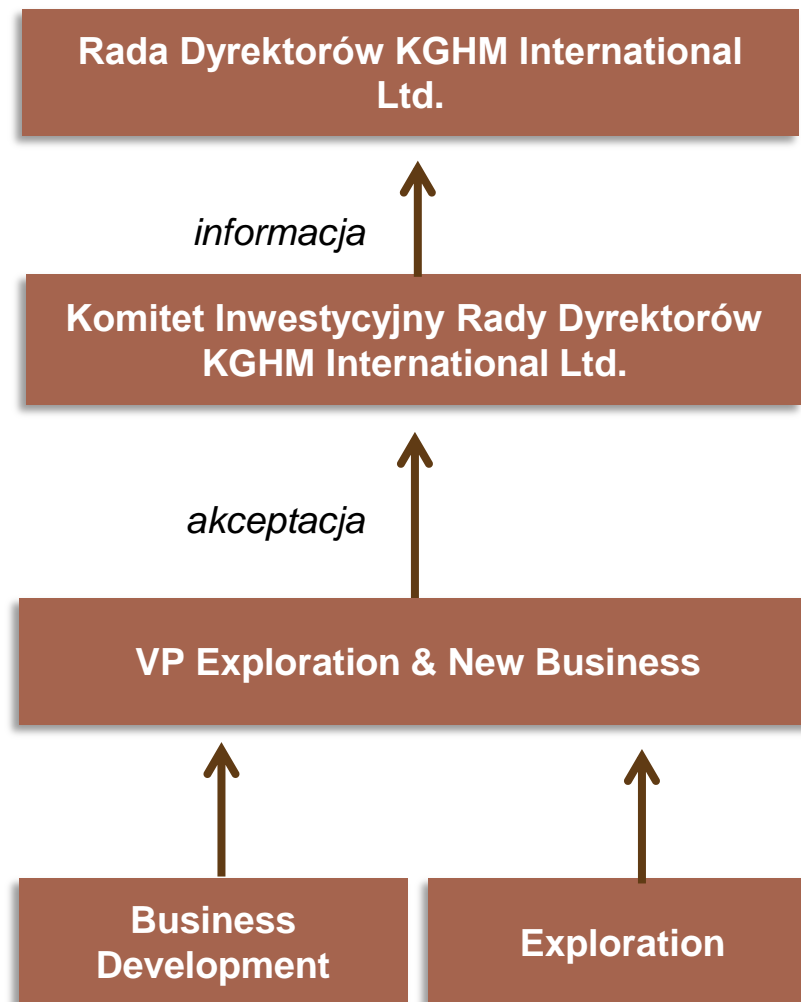 Rada Dyrektorów KGHM International
Ltd.
informacja
Komitet Inwestycyjny Rady Dyrektorów
KGHM International Ltd.
akceptacja
VP Exploration & New Business
Business
Development
Exploration